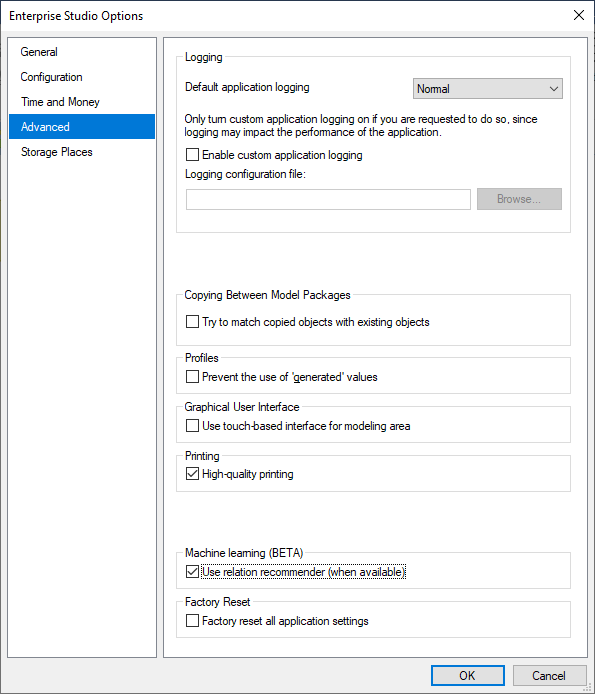 Enterprise Studio Options
General
Configuration
Time and Money
Advanced
Storage Places
Logging
Default application logging
Normal
Only turn custom application logging on if you are requested to do so, since
logging may impact the performance of the application.
Enable custom application logging
Logging configuration file:
Browse...
Copying Between Model Packages
Try to match copied objects with existing objects
Profiles
Prevent the use of 'generated' values
Graphical User Interface
Use touch-based interface for modeling area
Printing
High-quality printing
Machine learning (BETA)
Use relation recommender (when available)
Factory Reset
Factory reset all application settings
OK
Cancel